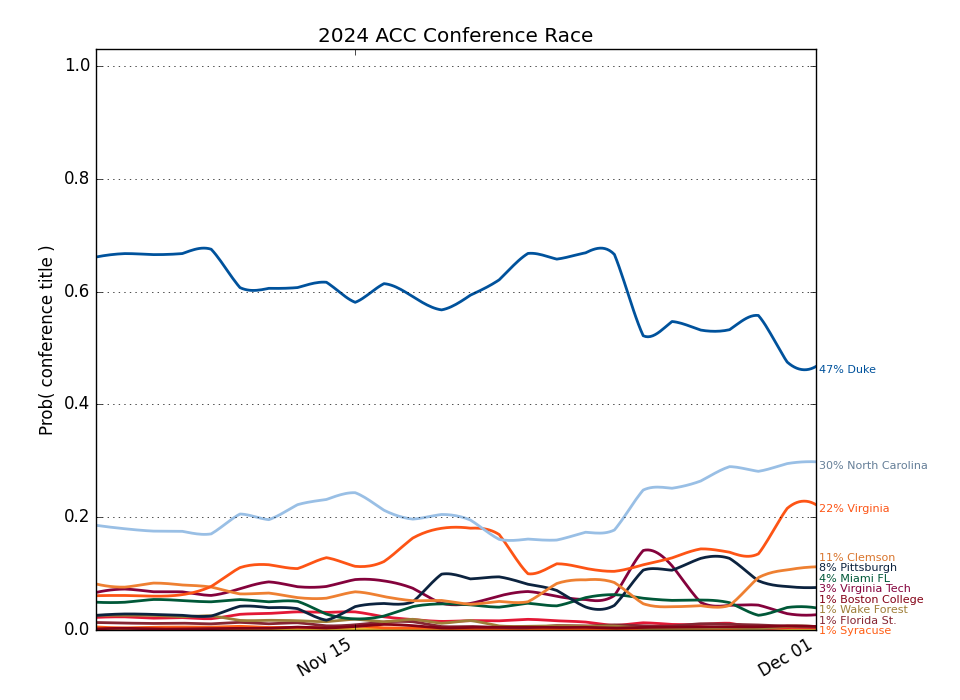 2024 ACC Conference Race
Prob( conference title )
1.0
0.8
0.6
0.4
0.2
0.0
Nov 15
Dec 01
47% Duke
30% North Carolina
22% Virginia
11% Clemson
8% Pittsburgh
4% Miami FL
3% Virginia Tech
1% Boston College
1% Wake Forest
1% Florida St.
1% Syracuse